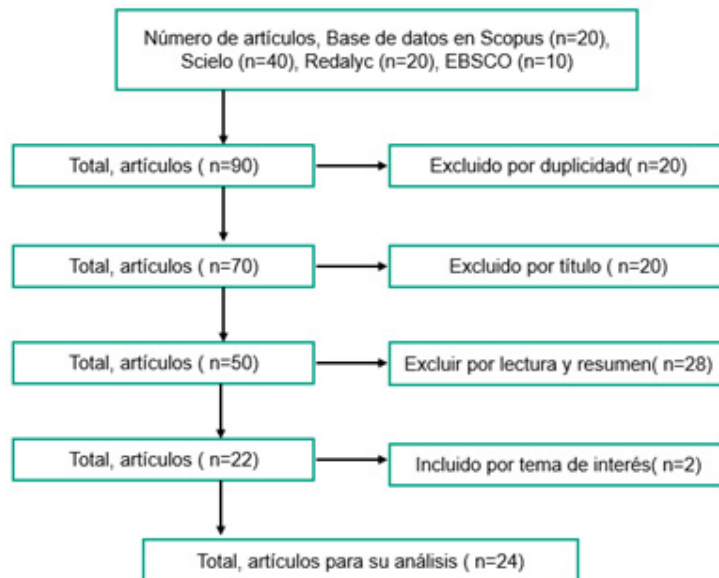 Número de artículos, Base de datos en Scopus (n=20),
Scielo (n=40), Redalyc (n=20), EBSCO (n=10)
Total, artículos ( n=90)
Excluido por duplicidad( n=20)
Total, artículos ( n=70)
Excluido por título ( n=20)
Total, artículos ( n=50)
Excluir por lectura y resumen( n=28)
Total, artículos ( n=22)
Incluido por tema de interés( n=2)
Total, artículos para su análisis ( n=24)